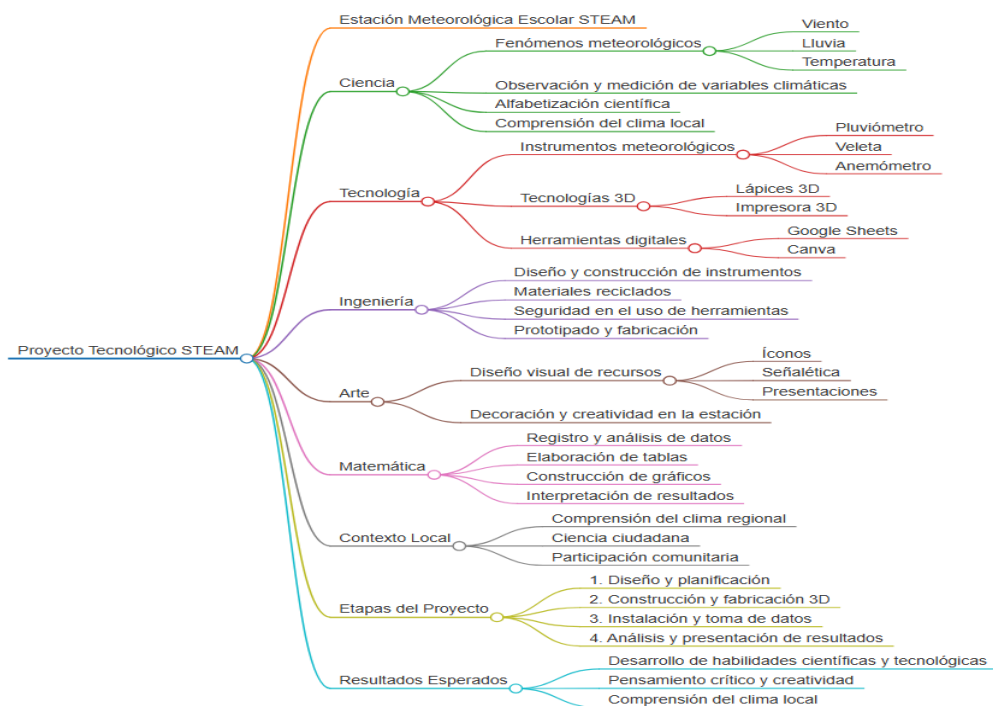 Proyecto Tecnológico STEAM
Estación Meteorológica Escolar STEAM
Ciencia
Fenómenos meteorológicos
Viento
Lluvia
Temperatura
Observación y medición de variables climáticas
Alfabetización científica
Comprensión del clima local
Tecnología
Instrumentos meteorológicos
Pluviómetro
Veleta
Anemómetro
Tecnologías 3D
Lápices 3D
Impresora 3D
Herramientas digitales
Google Sheets
Canva
Ingeniería
Diseño y construcción de instrumentos
Materiales reciclados
Seguridad en el uso de herramientas
Prototipado y fabricación
Arte
Diseño visual de recursos
Íconos
Señalética
Presentaciones
Decoración y creatividad en la estación
Matemática
Registro y análisis de datos
Elaboración de tablas
Construcción de gráficos
Interpretación de resultados
Contexto Local
Comprensión del clima regional
Ciencia ciudadana
Participación comunitaria
Etapas del Proyecto
1. Diseño y planificación
2. Construcción y fabricación 3D
3. Instalación y toma de datos
4. Análisis y presentación de resultados
Resultados Esperados
Desarrollo de habilidades científicas y tecnológicas
Pensamiento crítico y creatividad
Comprensión del clima local